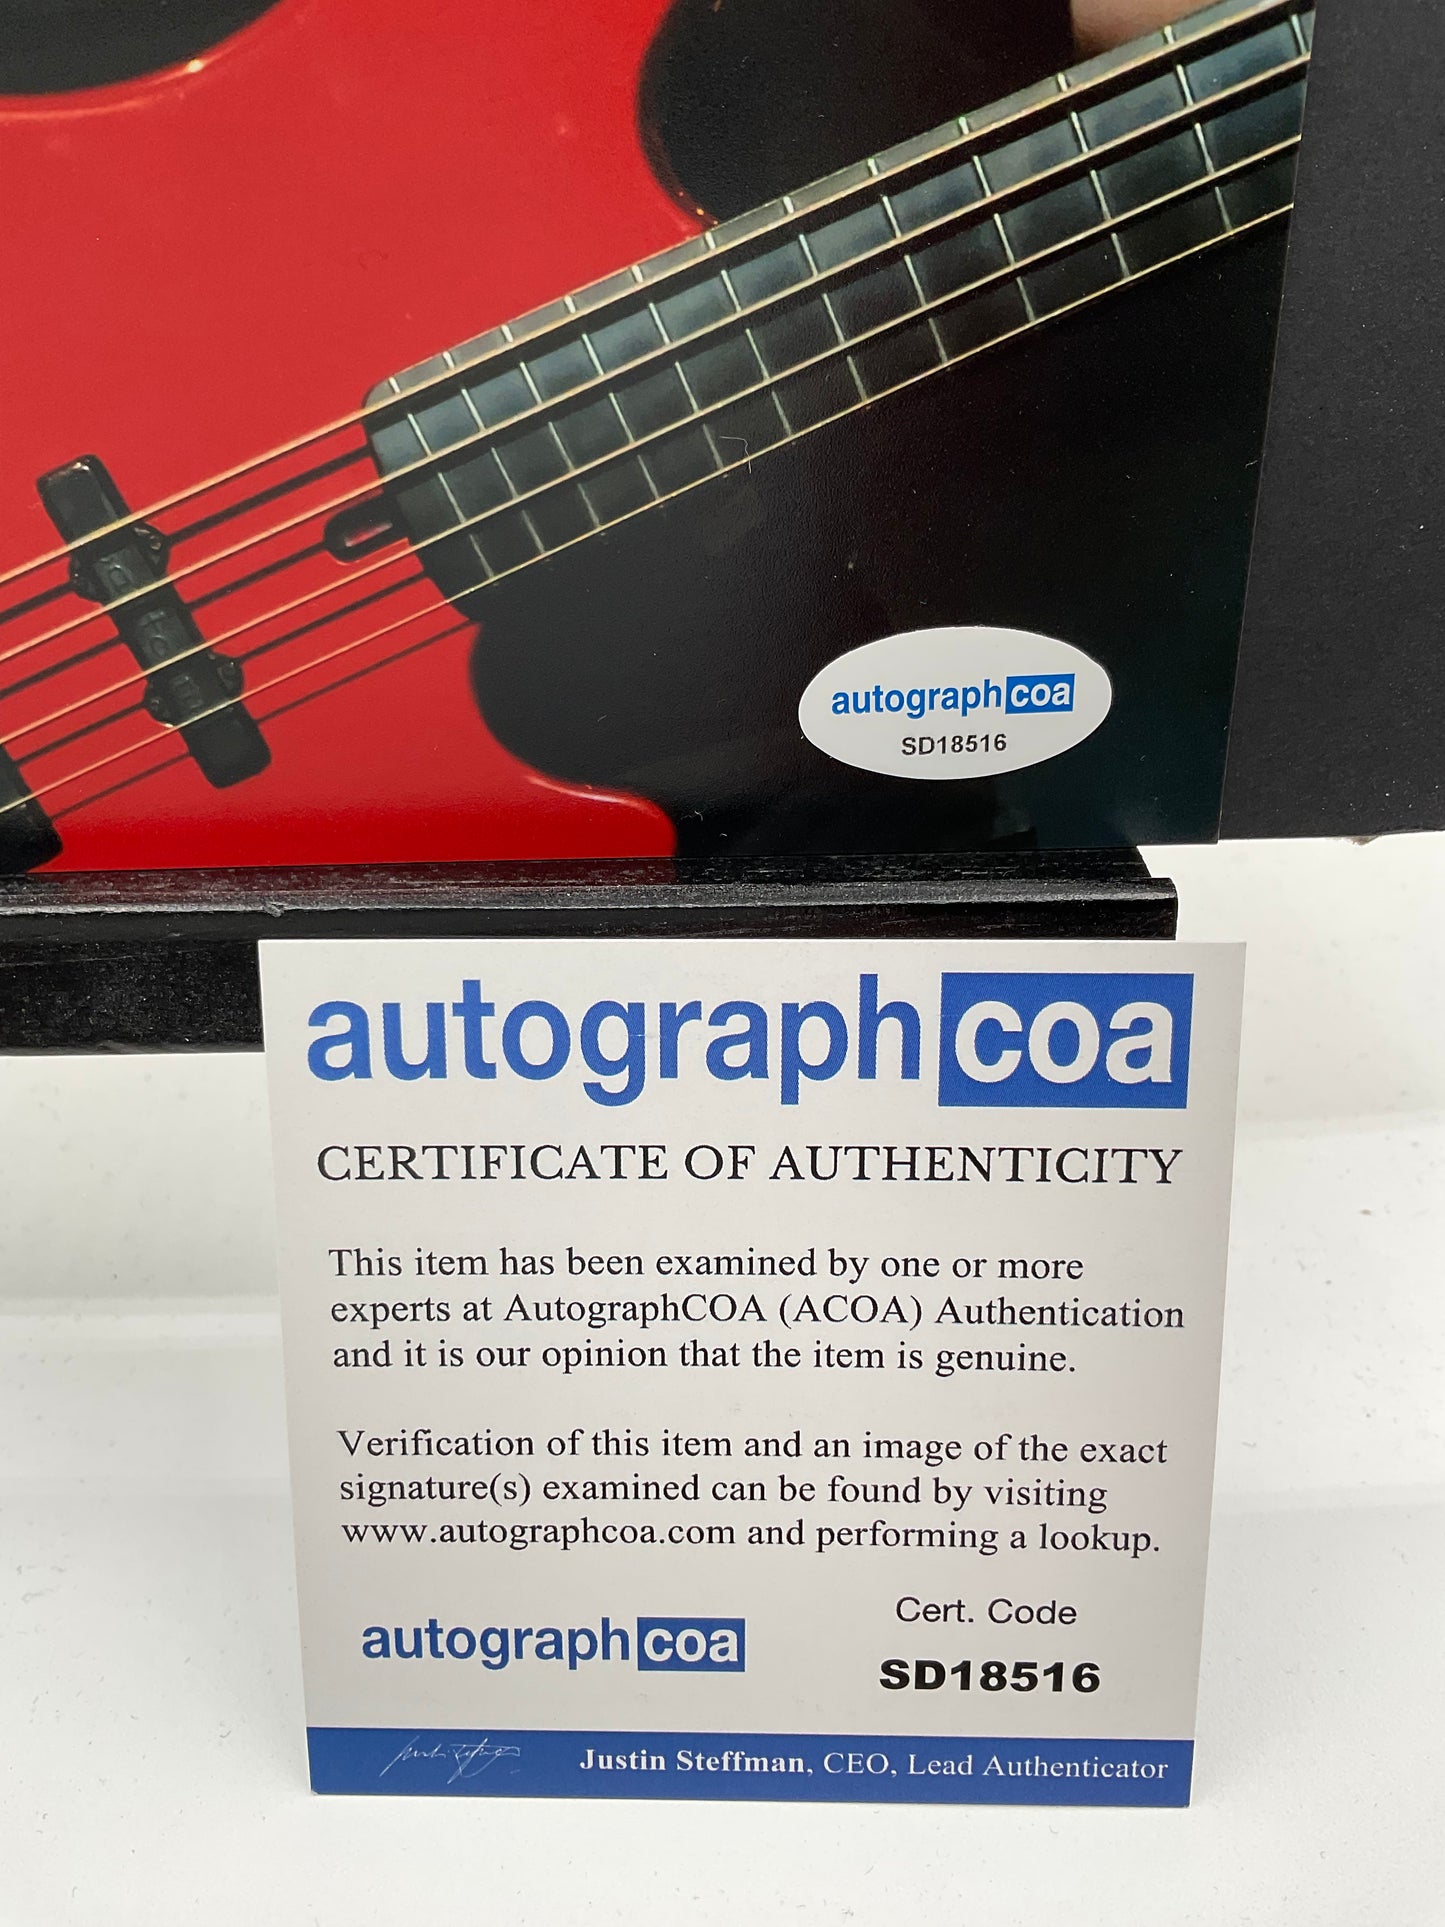 autographcoa
SD18516
autographcoa
CERTIFICATE OF AUTHENTICITY
This item has been examined by one or more
experts at AutographCOA (ACOA) Authentication
and it is our opinion that the item is genuine.
Verification of this item and an image of the exact
signature(s) examined can be found by visiting
www.autographcoa.com and performing a lookup.
Cert. Code
autographcoa
SD18516
Justin Steffman, CEO, Lead Authenticator